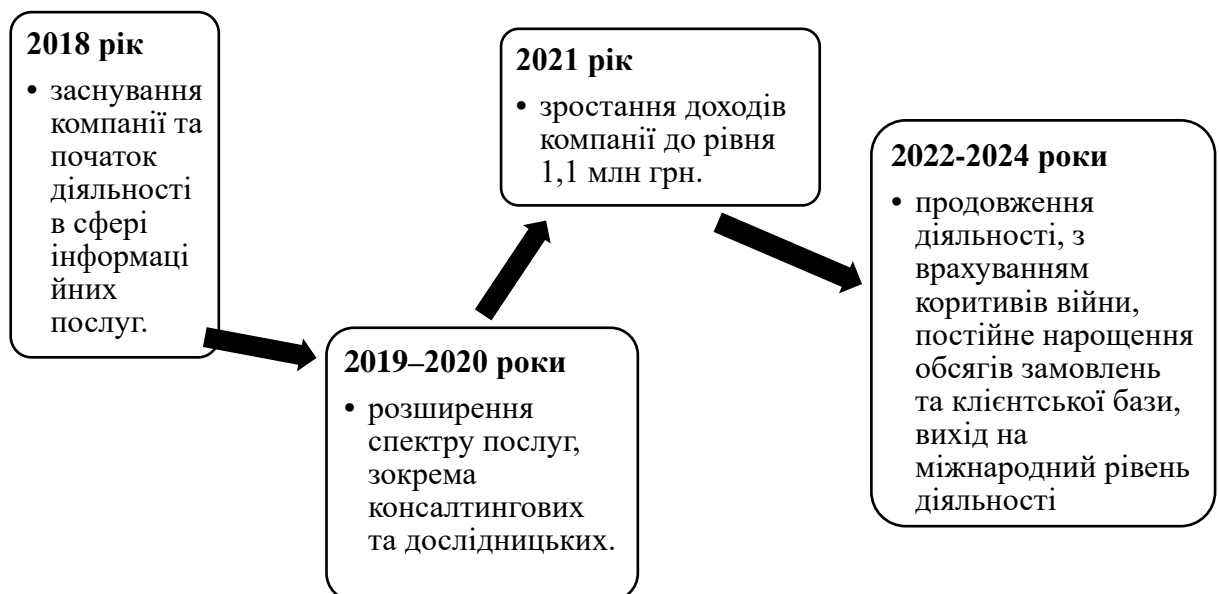 2018 рік
• заснування
компанії та
початок
діяльності
в сфері
інформаці
йних
послуг.
2019–2020 роки
• розширення
спектру послуг,
зокрема
консалтингових
та дослідницьких.
2021 рік
• зростання доходів
компанії до рівня
1,1 млн грн.
2022-2024 роки
• продовження
діяльності, з
врахуванням
коритивів війни,
постійне нарощення
обсягів замовлень
та клієнтської бази,
вихід на
міжнародний рівень
діяльності